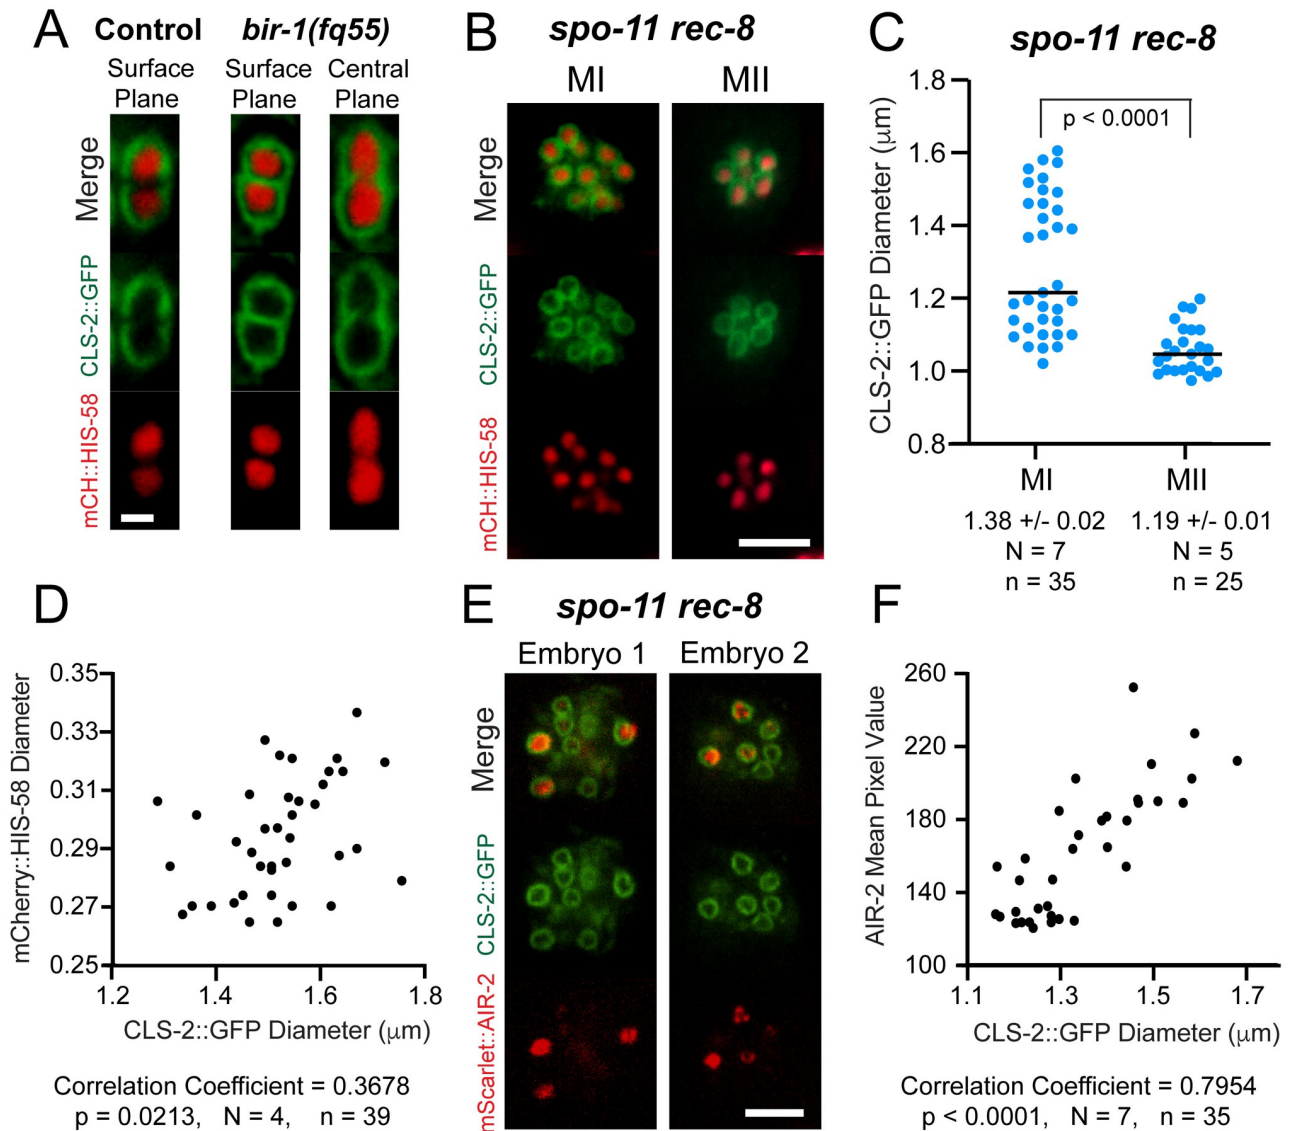 A
Control
bir-1(fq55)
Surface
Plane
Surface
Plane
Central
Plane
Merge
CLS-2::GFP
mCH::HIS-58
B
spo-11 rec-8
MI
MII
Merge
CLS-2::GFP
mCH::HIS-58
C
spo-11 rec-8
CLS-2::GFP Diameter (μm)
1.8
1.6
1.4
1.2
1.0
0.8
p < 0.0001
MI
MII
1.38 +/- 0.02
1.19 +/- 0.01
N = 7
N = 5
n = 35
n = 25
D
mCherry::HIS-58 Diameter
0.35
0.33
0.31
0.29
0.27
0.25
1.2
1.4
1.6
1.8
CLS-2::GFP Diameter (μm)
Correlation Coefficient = 0.3678
p = 0.0213, N = 4, n = 39
E
spo-11 rec-8
Embryo 1
Embryo 2
Merge
CLS-2::GFP
mScarlet::AIR-2
F
AIR-2 Mean Pixel Value
260
220
180
140
100
1.1
1.3
1.5
1.7
CLS-2::GFP Diameter (μm)
Correlation Coefficient = 0.7954
p < 0.0001, N = 7, n = 35